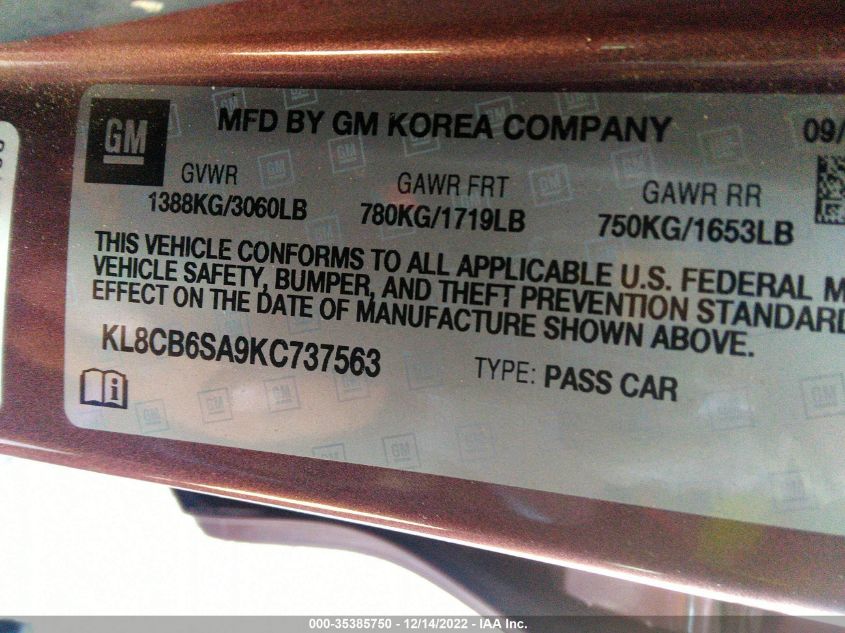 GM
MFD BY GM KOREA COMPANY
09/
GVWR
1388KG/3060LB
GAWR FRT
780KG/1719LB
GAWR RR
750KG/1653LB
THIS VEHICLE CONFORMS TO ALL APPLICABLE U.S. FEDERAL M
VEHICLE SAFETY, BUMPER, AND THEFT PREVENTION STANDARD
EFFECT ON THE DATE OF MANUFACTURE SHOWN ABOVE.
KL8CB6SA9KC737563
TYPE: PASS CAR
000-35385750 - 12/14/2022 - IAA Inc.